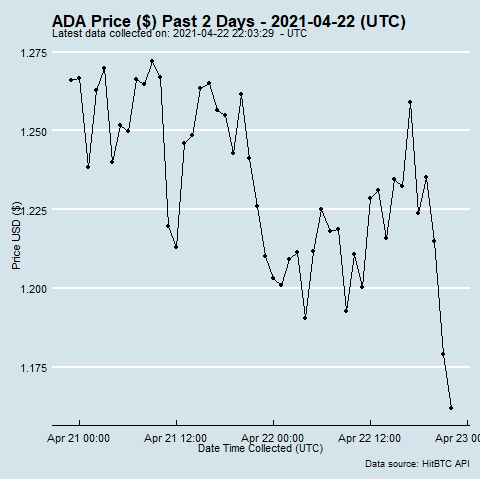 ADA Price ($) Past 2 Days - 2021-04-22 (UTC)
Latest data collected on: 2021-04-22 22:03:29 - UTC
1.275
1.250
1.225
1.200
1.175
Price USD ($)
Apr 21 00:00 Apr 21 12:00 Apr 22 00:00 Apr 22 12:00 Apr 23 00
Date Time Collected (UTC)
Data source: HitBTC API